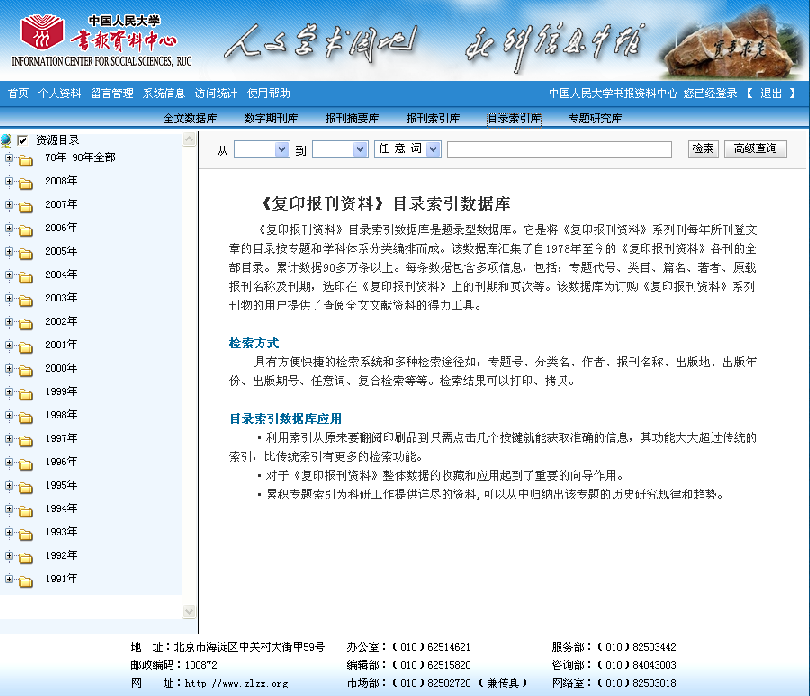 中国人民大学
书报资料中心
INFORMATION CENTER FOR SOCIAL SCIENCES, RUC
人文学术园地 社科信息中枢
首页 个人资料 留言管理 系统信息 访问统计 使用帮助
中国人民大学书报资料中心 您已经登录 【 退出 】
全文数据库 数字期刊库 报刊摘要库 报刊索引库 目录索引库 专题研究库
资源目录
70年_90年全部
2008年
2007年
2006年
2005年
2004年
2003年
2002年
2001年
2000年
1999年
1998年
1997年
1996年
1995年
1994年
1993年
1992年
1991年
从 到 任 意 词 检索 高级查询
《复印报刊资料》目录索引数据库
《复印报刊资料》目录索引数据库是题录型数据库。它是将《复印报刊资料》系列刊每年所刊登文
章的目录按专题和学科体系分类编排而成。该数据库汇集了自1978年至今的《复印报刊资料》各刊的全
部目录。累计数据90多万条以上。每条数据包含多项信息，包括：专题代号、类目、篇名、著者、原载
报刊名称及刊期，选印在《复印报刊资料》上的刊期和页次等。该数据库为订购《复印报刊资料》系列
刊物的用户提供了查阅全文文献资料的得力工具。
检索方式
具有方便快捷的检索系统和多种检索途径如：专题号、分类名、作者、报刊名称、出版地、出版年
份、出版期号、任意词、复合检索等等。检索结果可以打印、拷贝。
目录索引数据库应用
▪ 利用索引从原来要翻阅印刷品到只需点击几个按键就能获取准确的信息，其功能大大超过传统的
索引，比传统索引有更多的检索功能。
▪ 对于《复印报刊资料》整体数据的收藏和应用起到了重要的向导作用。
▪ 累积专题索引为科研工作提供详尽的资料,可以从中归纳出该专题的历史研究规律和趋势。
地　址：北京市海淀区中关村大街甲59号 办公室：（010）62514621 服务部：（010）82503442
邮政编码：100872 编辑部：（010）62515820 咨询部：（010）84043003
网　址：http://www.zlzx.org 市场部：（010）82502720（兼传真） 网络室：（010）82503018